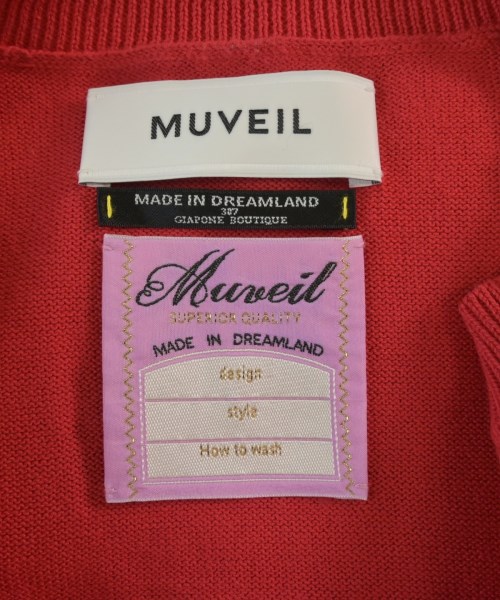 MUVEIL
MADE IN DREAMLAND
387
GIAPONE BOUTIQUE
Muveil
SUPERIOR QUALITY
MADE IN DREAMLAND
design
style
How to wash